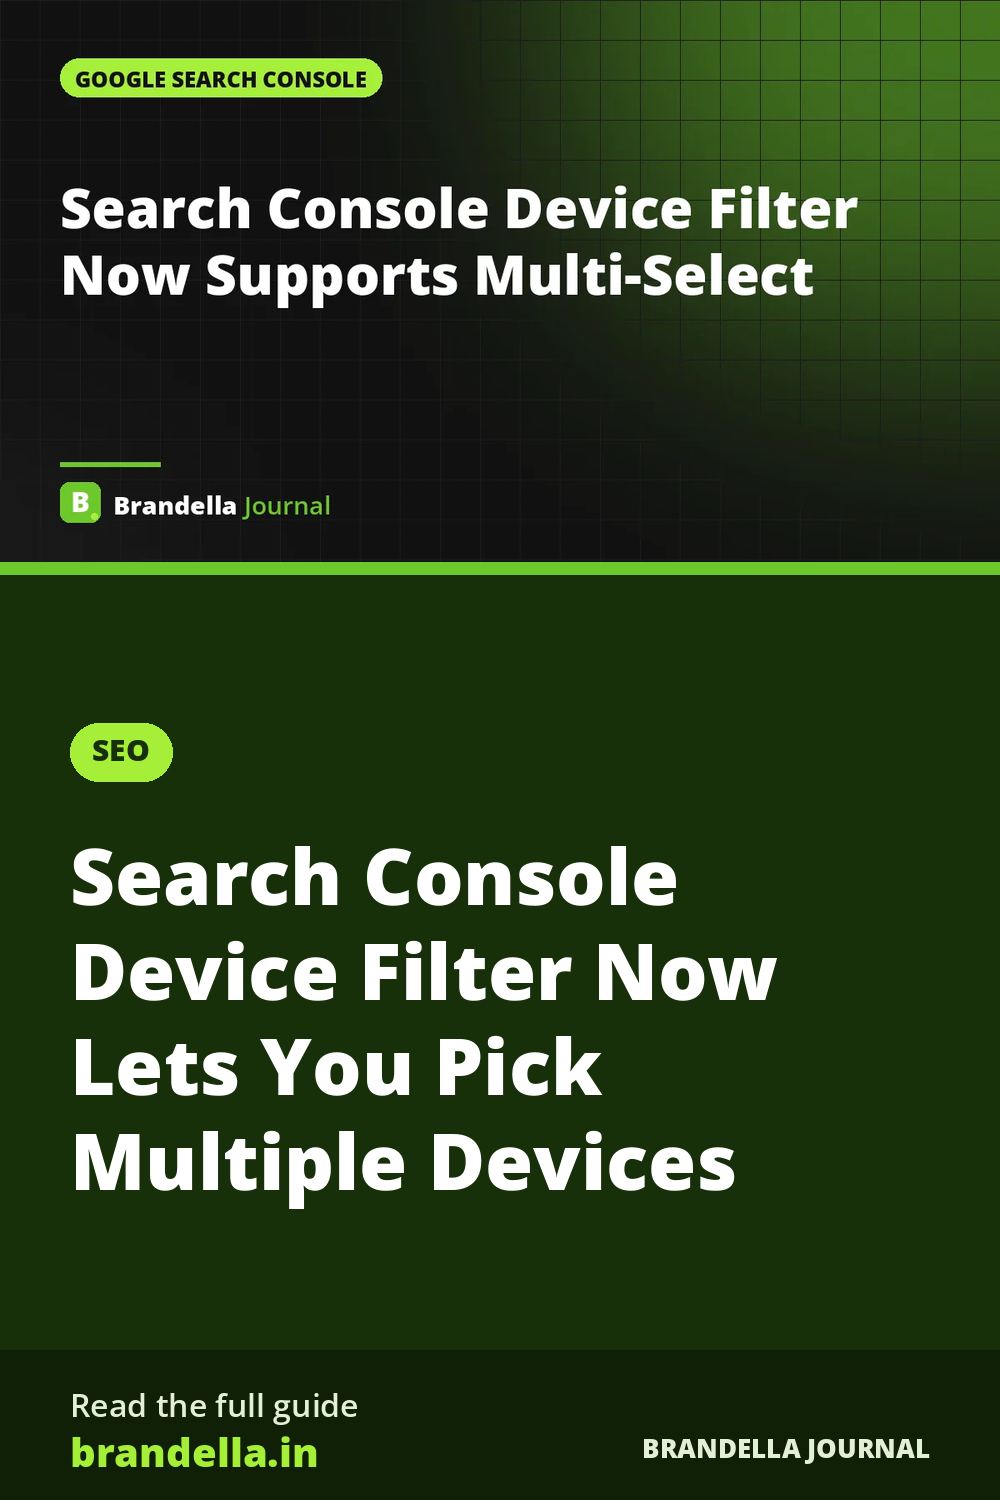 GOOGLE SEARCH CONSOLE
Search Console Device Filter
Now Supports Multi-Select
B
Brandella Journal
SEO
Search Console
Device Filter Now
Lets You Pick
Multiple Devices
Read the full guide
brandella.in
BRANDELLA JOURNAL